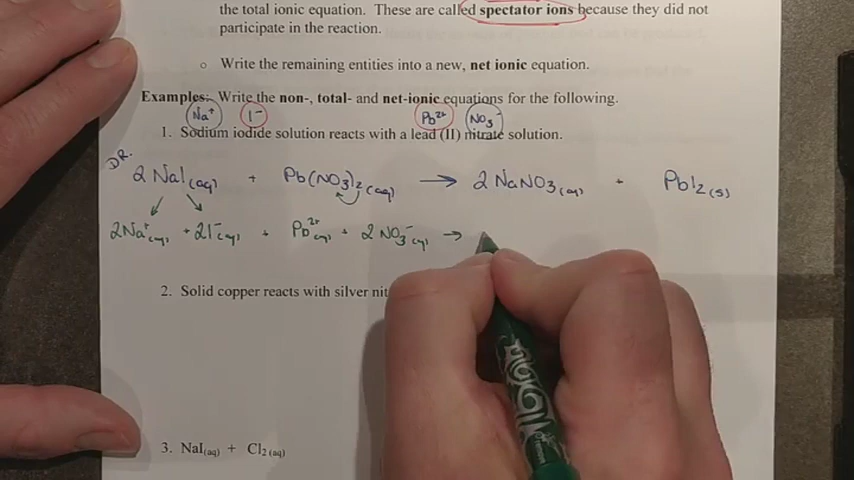 the total ionic equation. These are called spectator ions because they did not
participate in the reaction.
o Write the remaining entities into a new, net ionic equation.
Examples: Write the non-, total- and net-ionic equations for the following.
Na⁺ I⁻ Pb²⁺ NO₃⁻
1. Sodium iodide solution reacts with a lead (II) nitrate solution.
DR. 2 NaI(aq) + Pb(NO₃)₂(aq) → 2 NaNO₃(aq) + PbI₂(s)
2Na⁺(aq) + 2I⁻(aq) + Pb²⁺(aq) + 2 NO₃⁻(aq) →
2. Solid copper reacts with silver nit
3. NaI(aq) + Cl₂(aq)